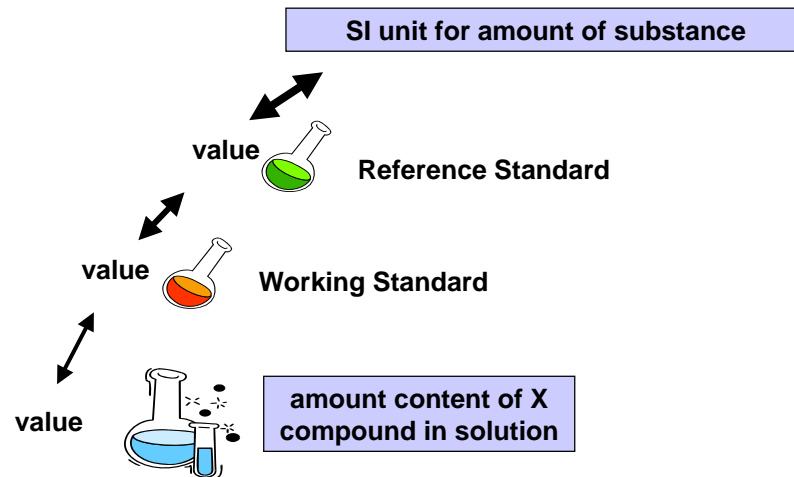 SI unit for amount of substance
value
Reference Standard
value
Working Standard
value
amount content of X
compound in solution